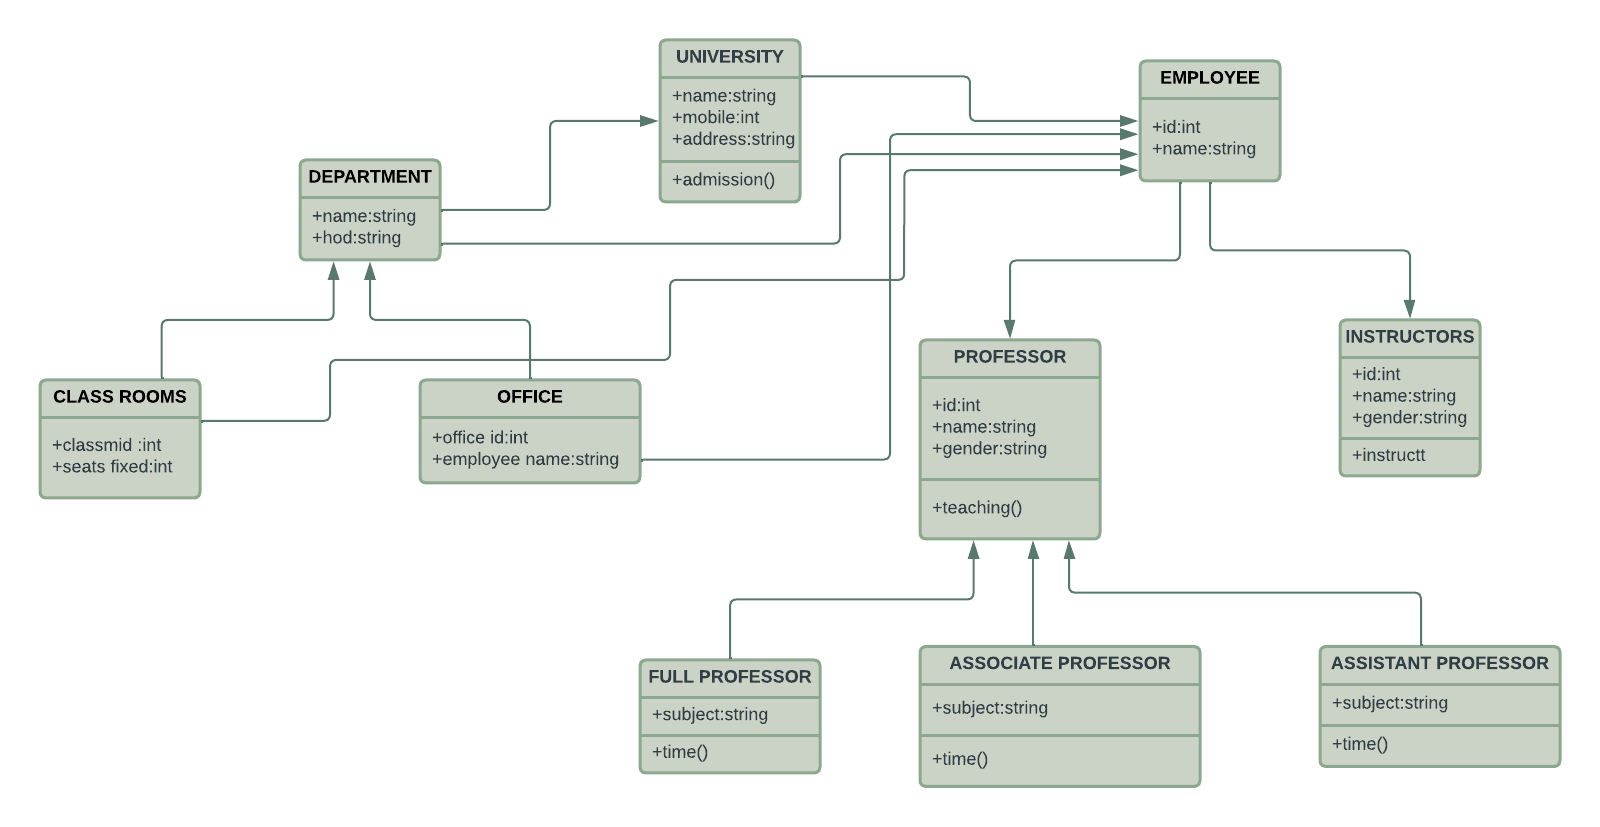 UNIVERSITY
+name:string
+mobile:int
+address:string
+admission()
EMPLOYEE
+id:int
+name:string
DEPARTMENT
+name:string
+hod:string
CLASS ROOMS
+classmid :int
+seats fixed:int
OFFICE
+office id:int
+employee name:string
PROFESSOR
+id:int
+name:string
+gender:string
+teaching()
INSTRUCTORS
+id:int
+name:string
+gender:string
+instructt
FULL PROFESSOR
+subject:string
+time()
ASSOCIATE PROFESSOR
+subject:string
+time()
ASSISTANT PROFESSOR
+subject:string
+time()